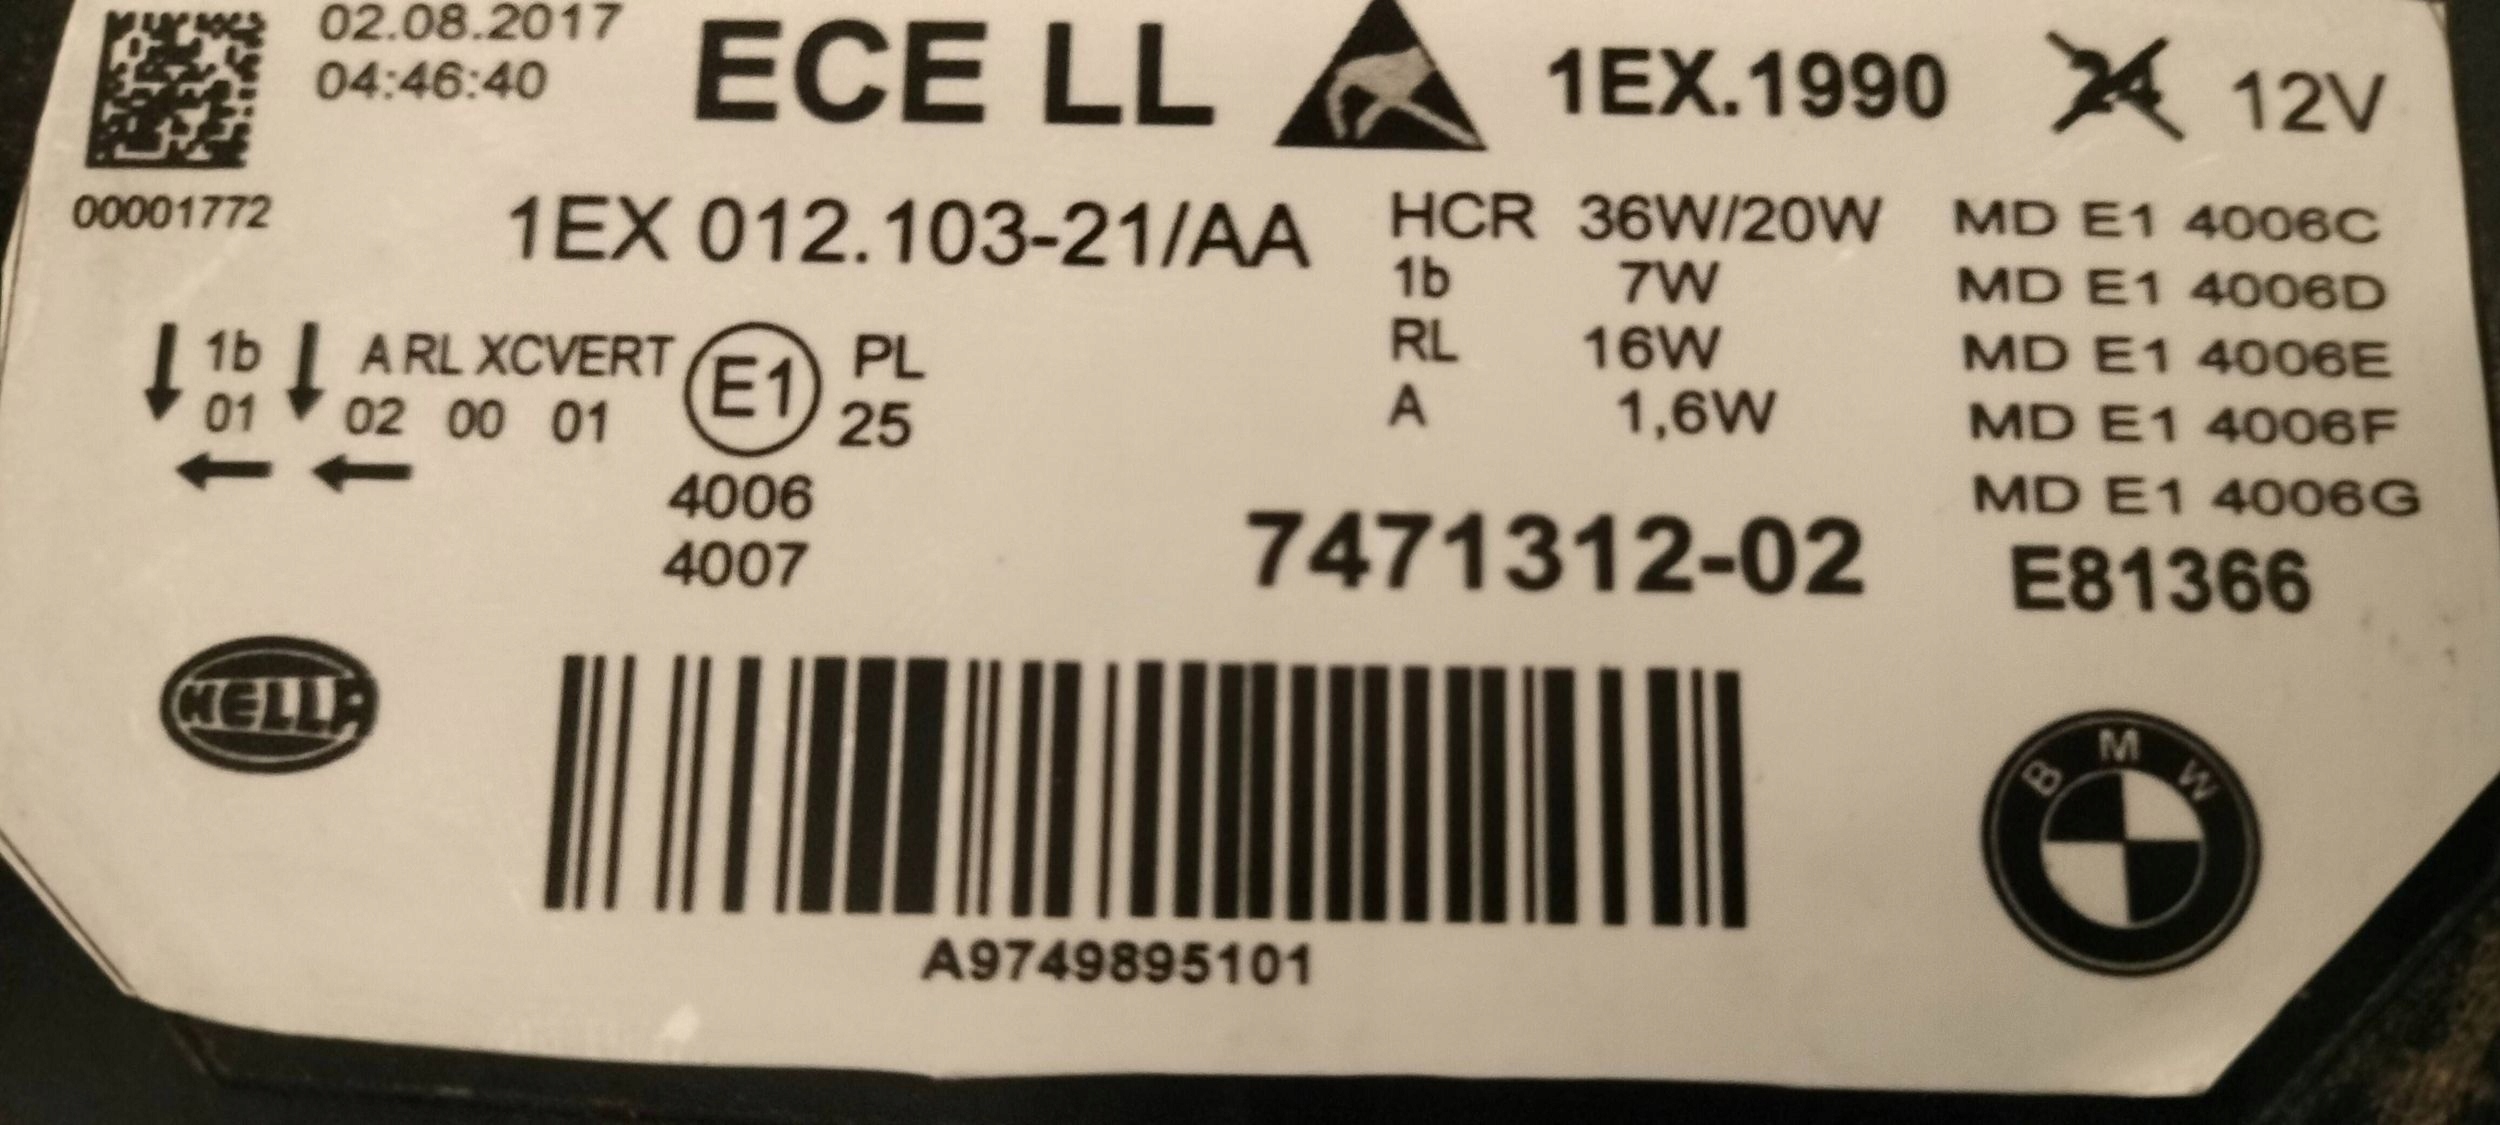 02.08.2017
04:46:40
ECE LL
1EX.1990
24 12V
00001772
1EX 012.103-21/AA
HCR 36W/20W
1b 7W
RL 16W
A 1,6W
MD E1 4006C
MD E1 4006D
MD E1 4006E
MD E1 4006F
MD E1 4006G
1b A RL XCVERT E1 PL
01 02 00 01 25
4006
4007
7471312-02
E81366
HELLA
A9749895101
BMW